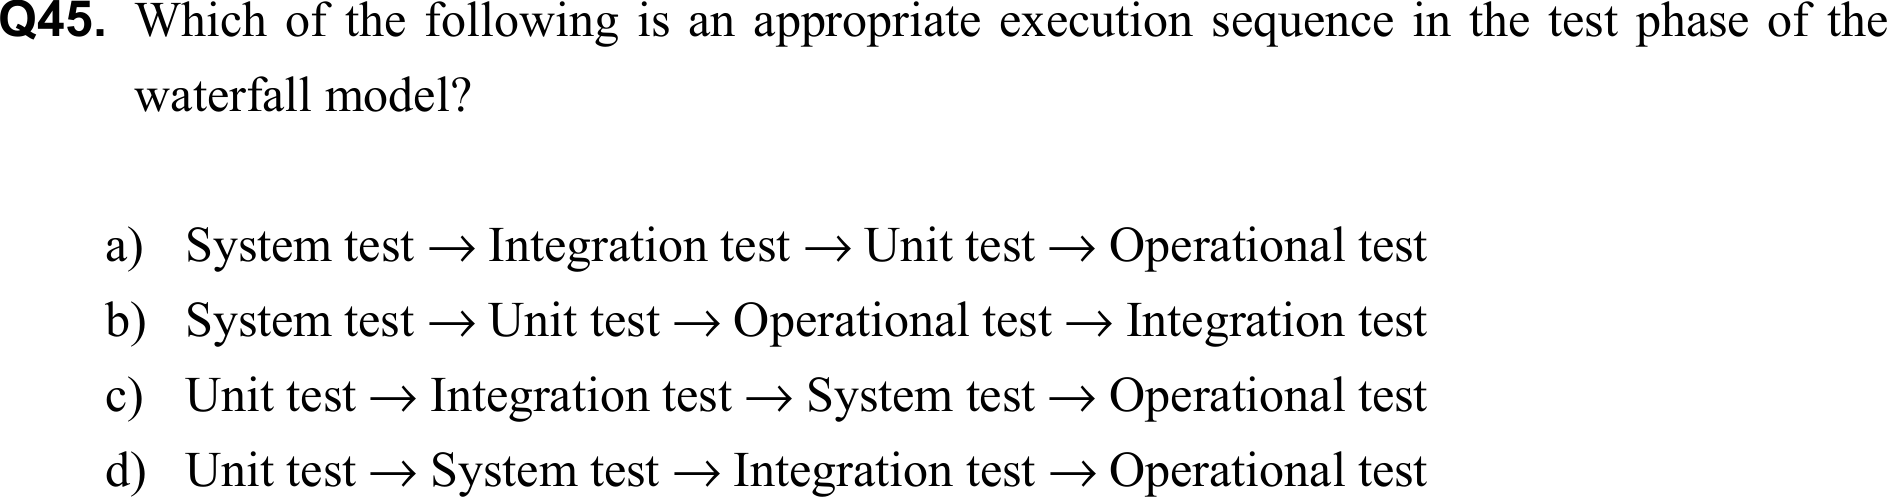 Q45. Which of the following is an appropriate execution sequence in the test phase of the
waterfall model?
a) System test → Integration test → Unit test → Operational test
b) System test → Unit test → Operational test → Integration test
c) Unit test → Integration test → System test → Operational test
d) Unit test → System test → Integration test → Operational test